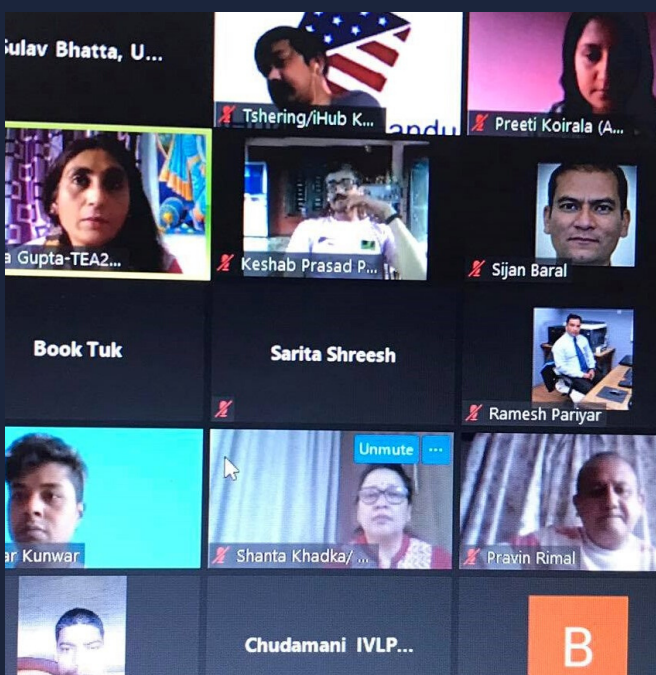 Sulav Bhatta, U...
Tshering/iHub K...
andu
Preeti Koirala (A...
a Gupta-TEA2...
Keshab Prasad P...
Sijan Baral
Book Tuk
Sarita Shreesh
Ramesh Pariyar
ar Kunwar
Unmute ...
Shanta Khadka/ ...
Pravin Rimal
Chudamani IVLP...
B